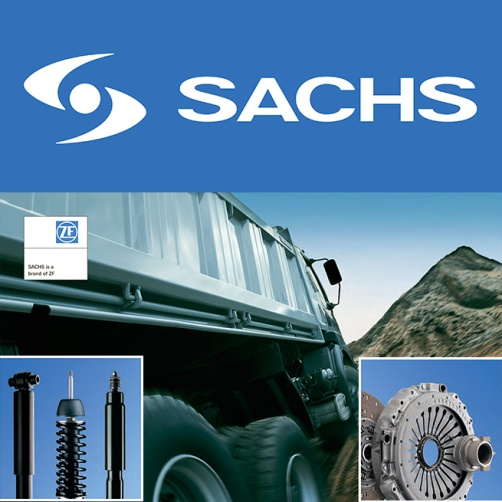 SACHS
ZF
SACHS is a
brand of ZF